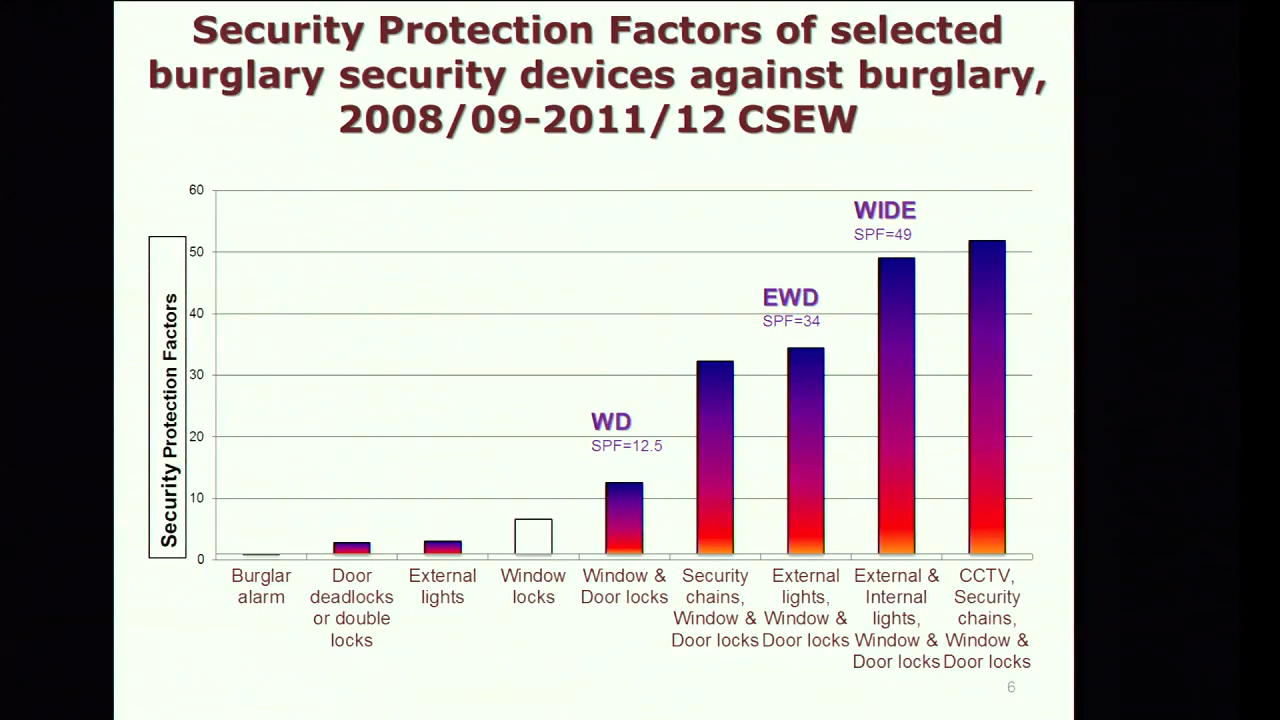 Security Protection Factors of selected
burglary security devices against burglary,
2008/09-2011/12 CSEW
Security Protection Factors
60
50
40
30
20
10
0
WD
SPF=12.5
EWD
SPF=34
WIDE
SPF=49
Burglar
alarm
Door
deadlocks
or double
locks
External
lights
Window
locks
Window &
Door locks
Security
chains,
Window &
Door locks
External
lights,
Window &
Door locks
External &
Internal
lights,
Window &
Door locks
CCTV,
Security
chains,
Window &
Door locks
6